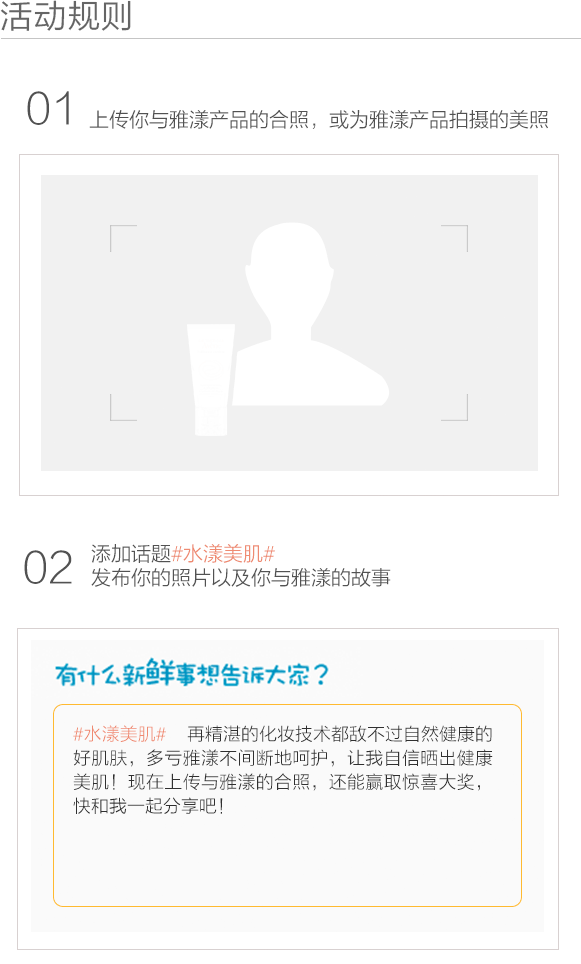 活动规则
01 上传你与雅漾产品的合照，或为雅漾产品拍摄的美照
02 添加话题#水漾美肌#
发布你的照片以及你与雅漾的故事
有什么新鲜事想告诉大家？
#水漾美肌# 再精湛的化妆技术都敌不过自然健康的
好肌肤，多亏雅漾不间断地呵护，让我自信晒出健康
美肌！现在上传与雅漾的合照，还能赢取惊喜大奖，
快和我一起分享吧！